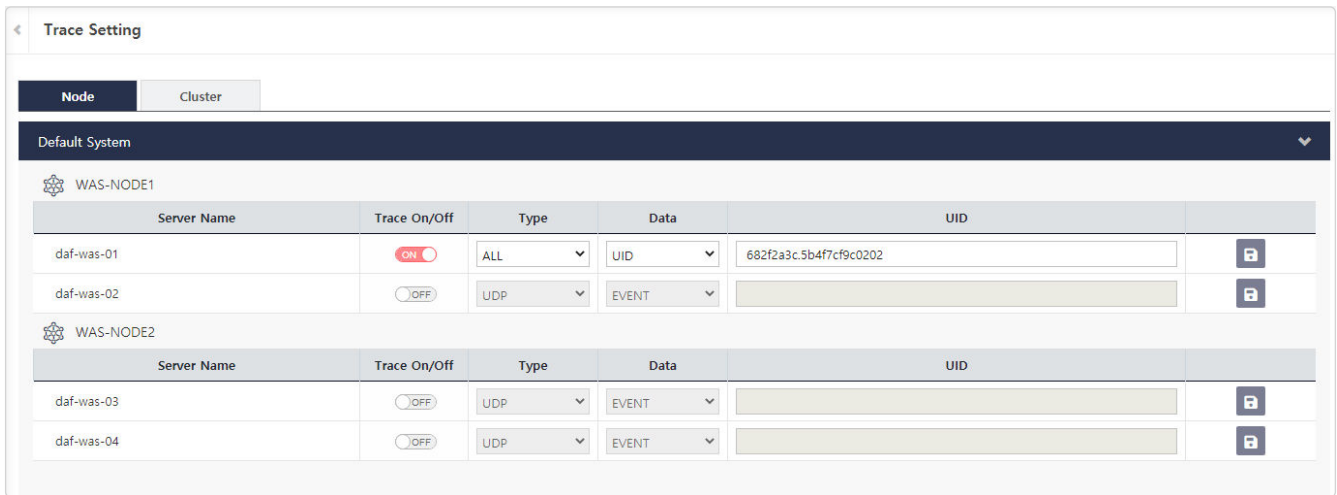 Trace Setting
Node Cluster
Default System
WAS-NODE1
Server Name Trace On/Off Type Data UID
daf-was-01 ON ALL UID 682f2a3c.5b4f7cf9c0202
daf-was-02 OFF UDP EVENT
WAS-NODE2
Server Name Trace On/Off Type Data UID
daf-was-03 OFF UDP EVENT
daf-was-04 OFF UDP EVENT